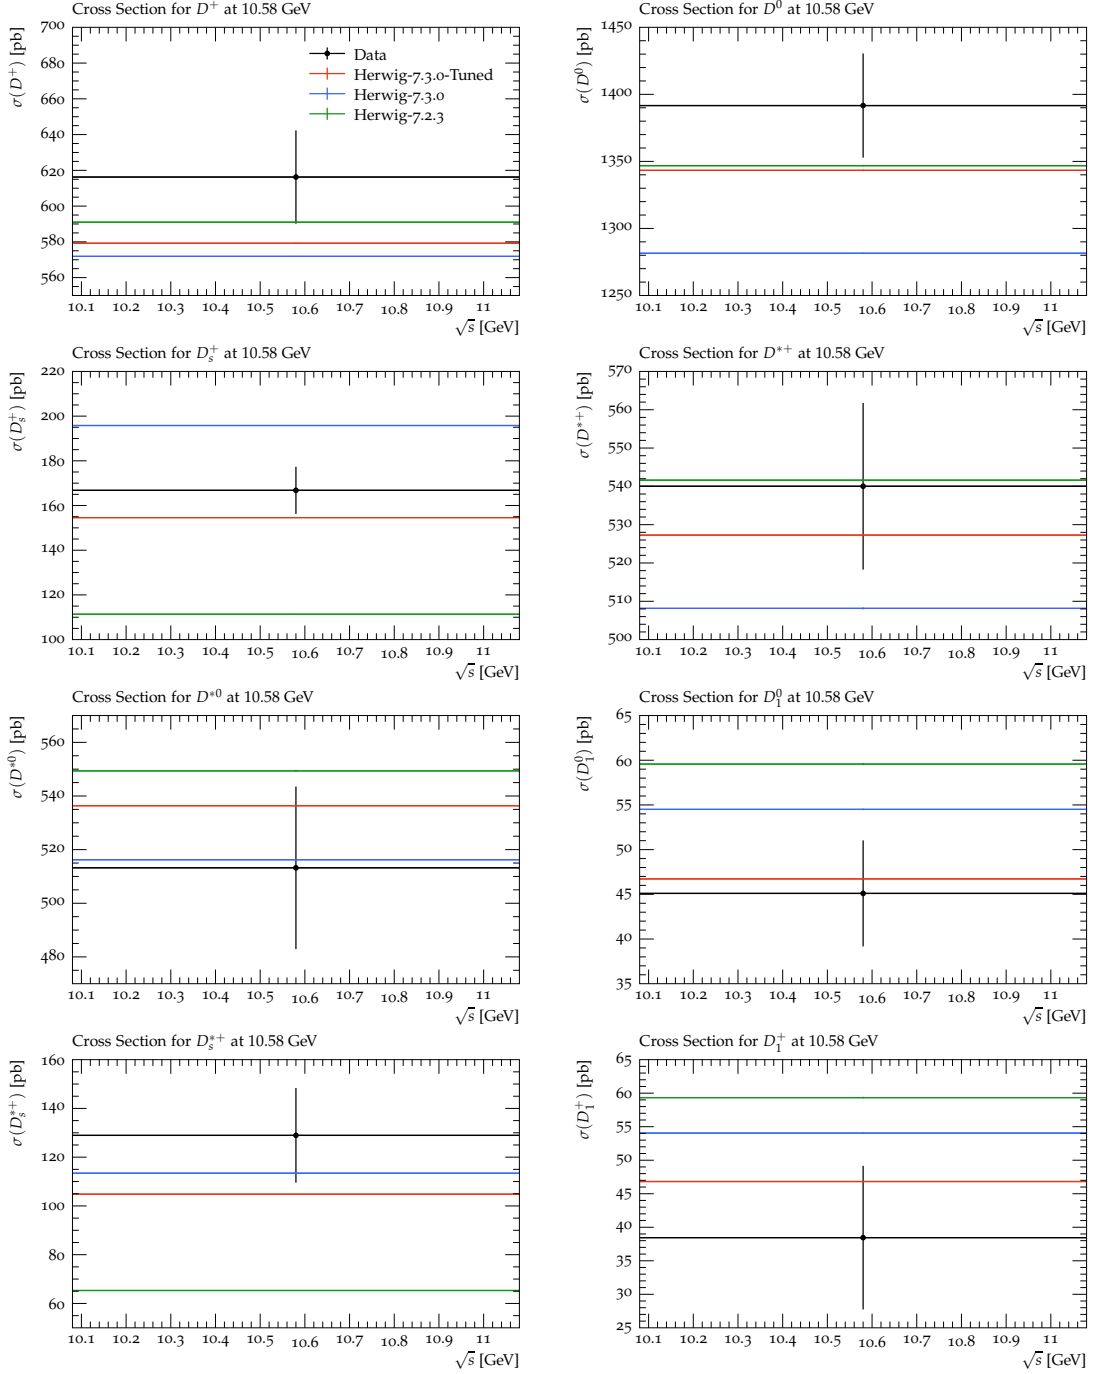 Cross Section for D⁺ at 10.58 GeV
σ(D⁺) [pb]
700
680
660
640
620
600
580
560
Data
Herwig-7.3.0-Tuned
Herwig-7.3.0
Herwig-7.2.3
10.1 10.2 10.3 10.4 10.5 10.6 10.7 10.8 10.9 11
√s [GeV]
Cross Section for D⁰ at 10.58 GeV
σ(D⁰) [pb]
1450
1400
1350
1300
1250
10.1 10.2 10.3 10.4 10.5 10.6 10.7 10.8 10.9 11
√s [GeV]
Cross Section for D_s⁺ at 10.58 GeV
σ(D_s⁺) [pb]
220
200
180
160
140
120
100
10.1 10.2 10.3 10.4 10.5 10.6 10.7 10.8 10.9 11
√s [GeV]
Cross Section for D*⁺ at 10.58 GeV
σ(D*⁺) [pb]
570
560
550
540
530
520
510
500
10.1 10.2 10.3 10.4 10.5 10.6 10.7 10.8 10.9 11
√s [GeV]
Cross Section for D*⁰ at 10.58 GeV
σ(D*⁰) [pb]
560
540
520
500
480
10.1 10.2 10.3 10.4 10.5 10.6 10.7 10.8 10.9 11
√s [GeV]
Cross Section for D₁⁰ at 10.58 GeV
σ(D₁⁰) [pb]
65
60
55
50
45
40
35
10.1 10.2 10.3 10.4 10.5 10.6 10.7 10.8 10.9 11
√s [GeV]
Cross Section for D_s*⁺ at 10.58 GeV
σ(D_s*⁺) [pb]
160
140
120
100
80
60
10.1 10.2 10.3 10.4 10.5 10.6 10.7 10.8 10.9 11
√s [GeV]
Cross Section for D₁⁺ at 10.58 GeV
σ(D₁⁺) [pb]
65
60
55
50
45
40
35
30
25
10.1 10.2 10.3 10.4 10.5 10.6 10.7 10.8 10.9 11
√s [GeV]